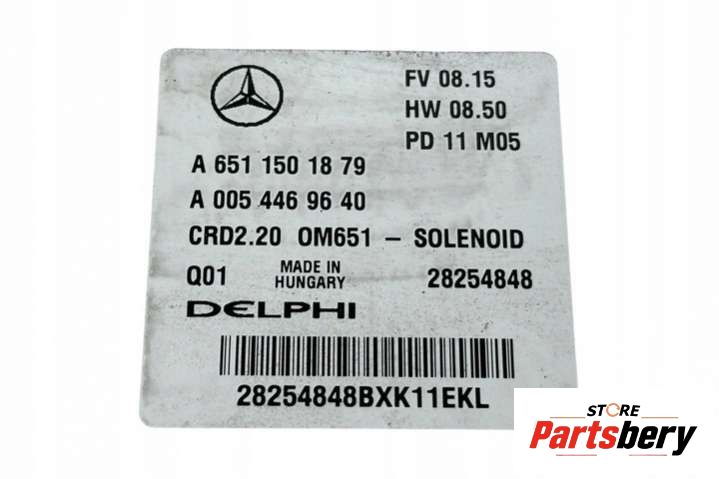 FV 08.15
HW 08.50
PD 11 M05
A 651 150 18 79
A 005 446 96 40
CRD2.20 OM651 – SOLENOID
Q01 MADE IN HUNGARY 28254848
DELPHI
28254848BXK11EKL
STORE
Partsbery